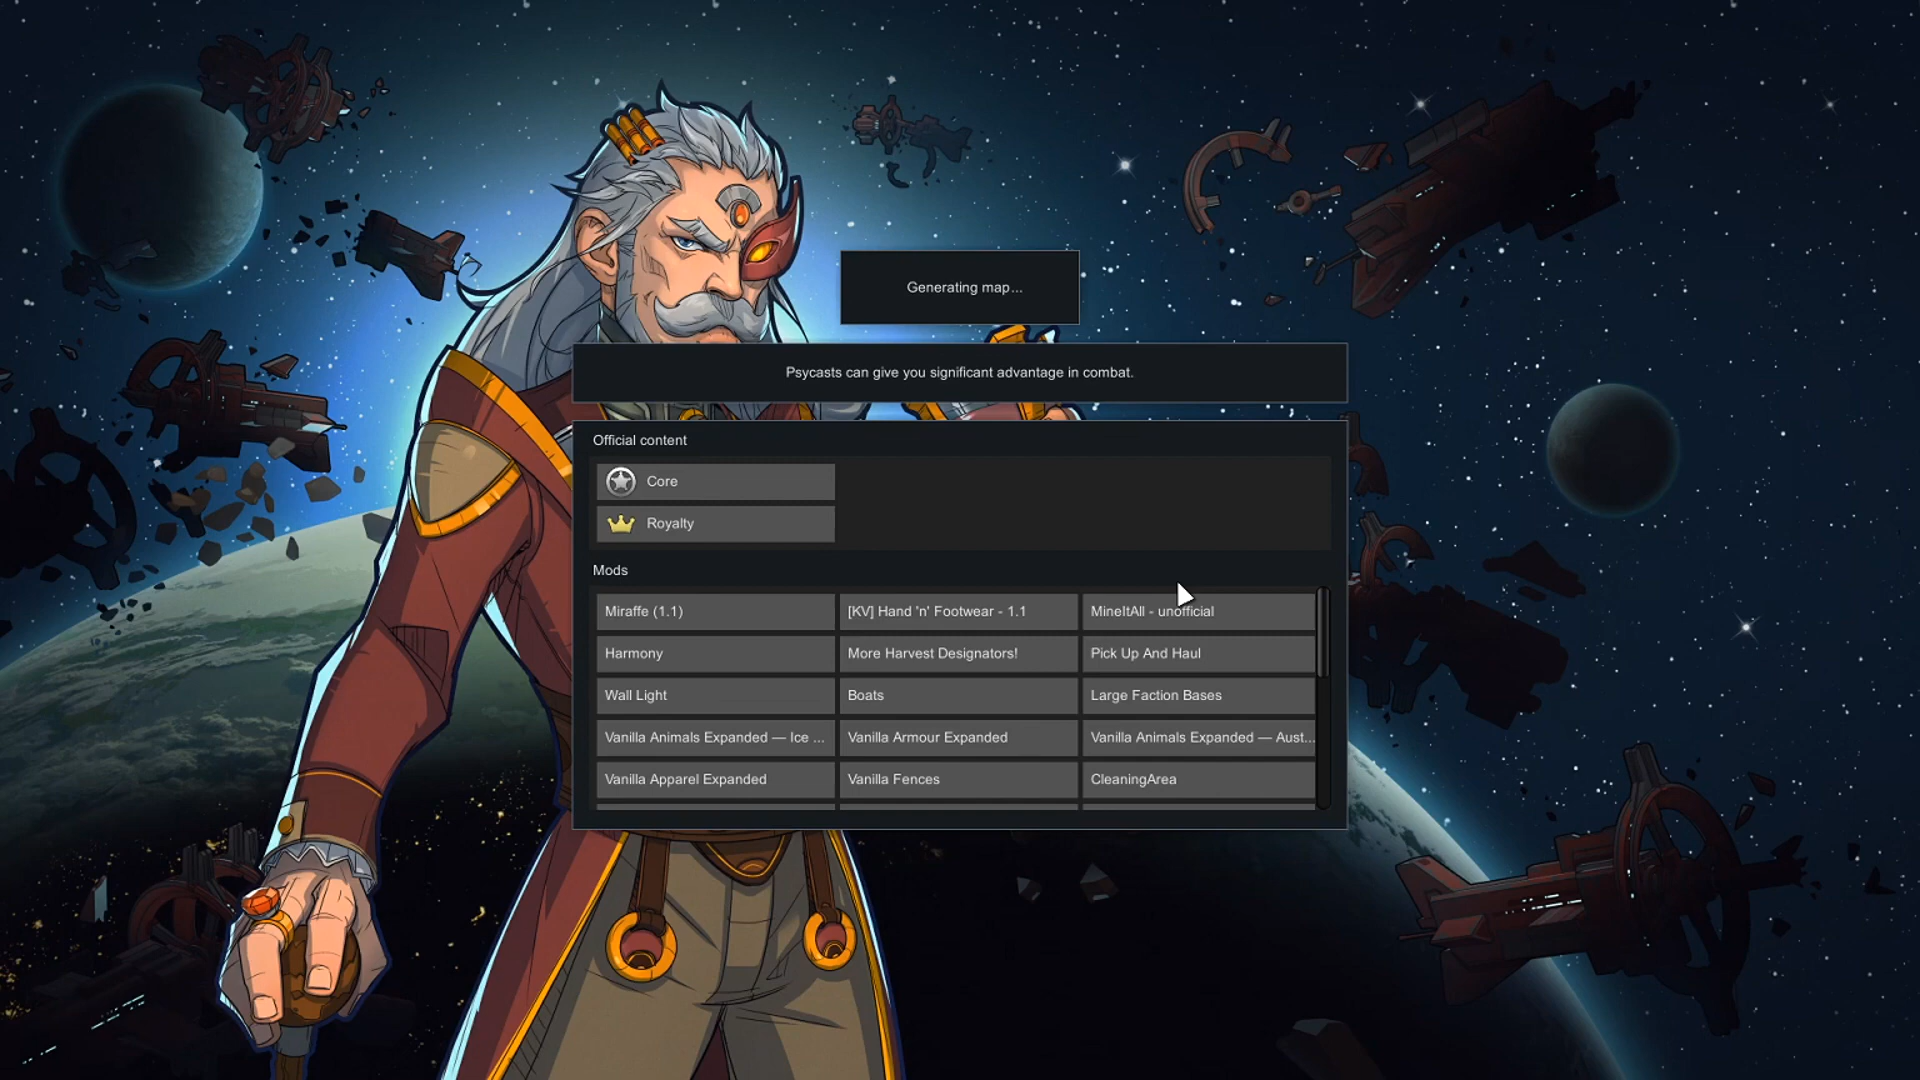 Generating map...
Psycasts can give you significant advantage in combat.
Official content
Core
Royalty
Mods
Miraffe (1.1)
[KV] Hand 'n' Footwear - 1.1
MineItAll - unofficial
Harmony
More Harvest Designators!
Pick Up And Haul
Wall Light
Boats
Large Faction Bases
Vanilla Animals Expanded — Ice ...
Vanilla Armour Expanded
Vanilla Animals Expanded — Aust...
Vanilla Apparel Expanded
Vanilla Fences
CleaningArea